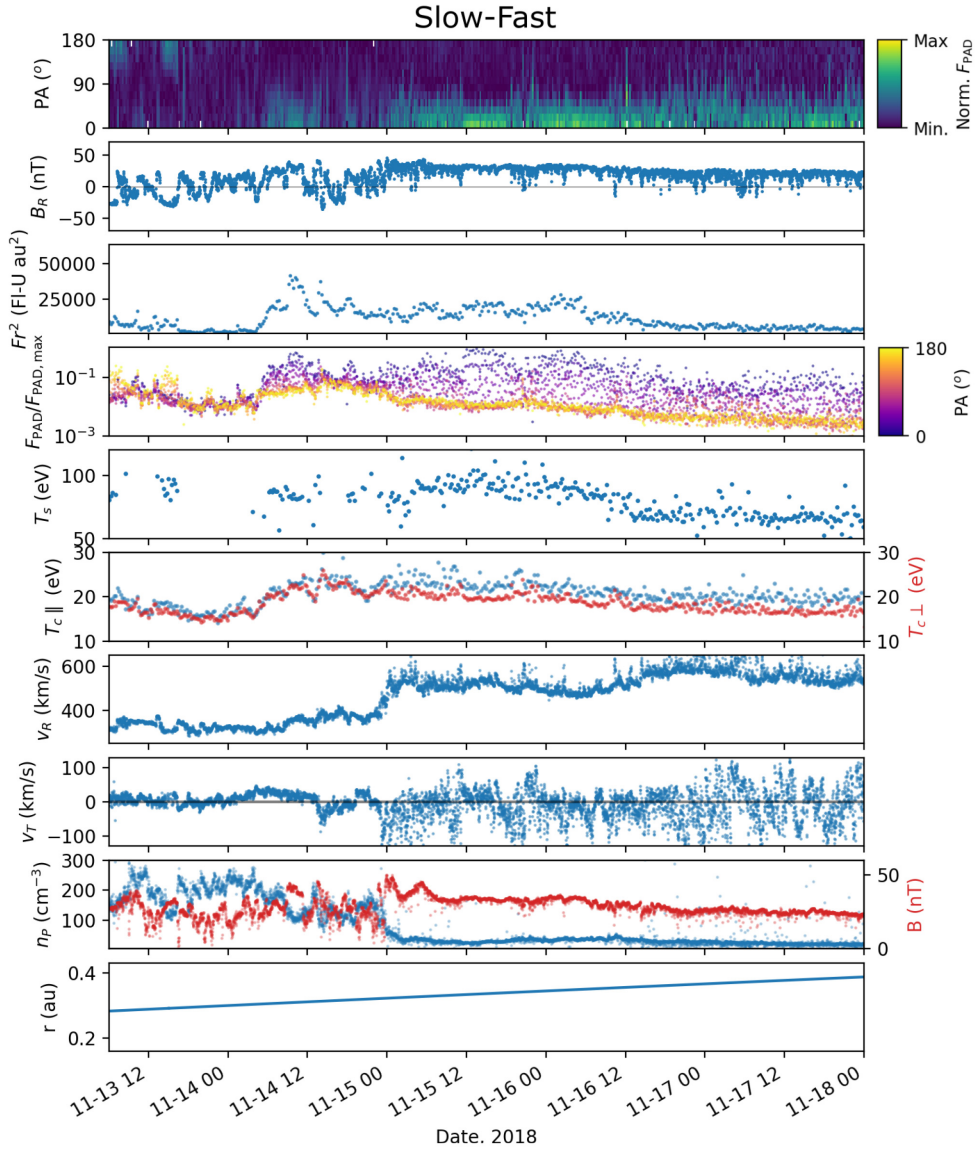 Slow-Fast
180
90
0
PA (°)
Max
Min.
Norm. F_PAD
50
0
−50
B_R (nT)
50000
25000
Fr² (FI-U au²)
10⁻¹
10⁻³
F_PAD/F_PAD,max
180
0
PA (°)
100
50
T_s (eV)
30
20
10
T_c ∥ (eV)
30
20
10
T_c ⊥ (eV)
600
400
v_R (km/s)
100
0
−100
v_T (km/s)
300
200
100
n_P (cm⁻³)
50
0
B (nT)
0.4
0.2
r (au)
11-13 12
11-14 00
11-14 12
11-15 00
11-15 12
11-16 00
11-16 12
11-17 00
11-17 12
11-18 00
Date. 2018